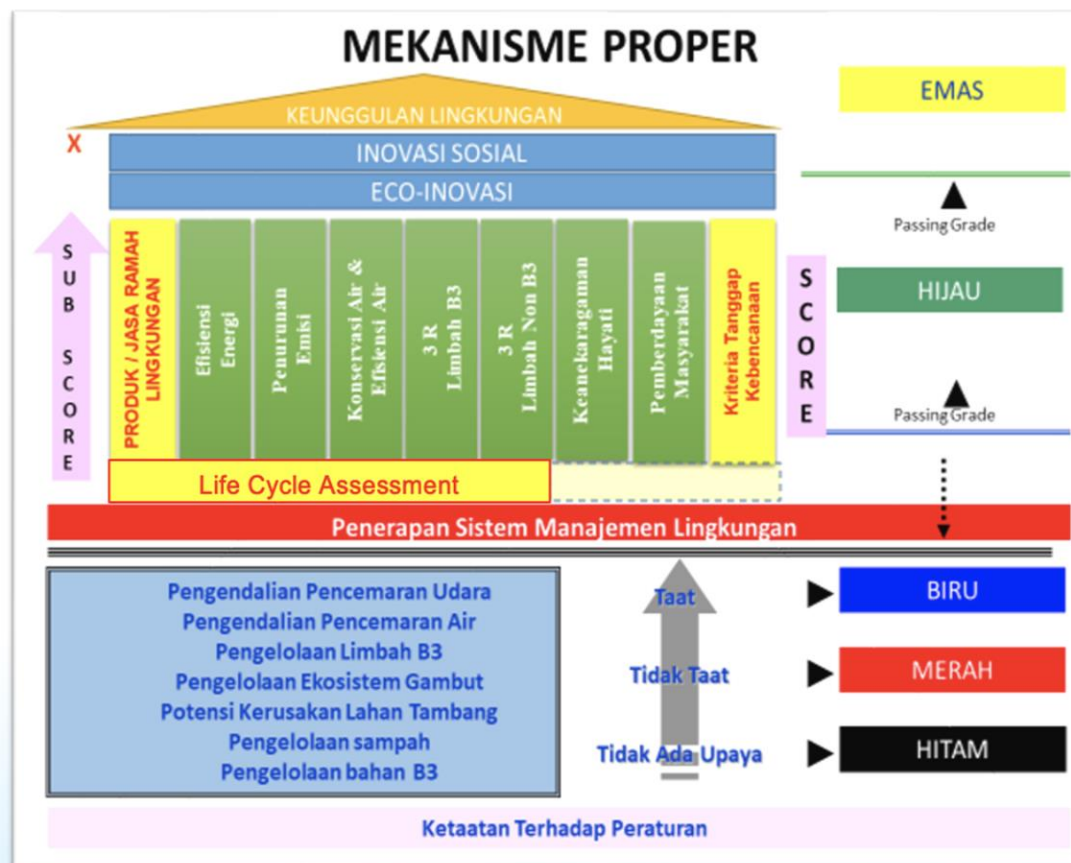 MEKANISME PROPER
KEUNGGULAN LINGKUNGAN
X
INOVASI SOSIAL
ECO-INOVASI
SUB SCORE
PRODUK / JASA RAMAH
LINGKUNGAN
Efisiensi
Energi
Penurunan
Emisi
Konservasi Air &
Efisiensi Air
3 R
Limbah B3
3 R
Limbah Non B3
Keanekaragaman
Hayati
Pemberdayaan
Masyarakat
Kriteria Tanggap
Kebencanaan
SCORE
Life Cycle Assessment
Penerapan Sistem Manajemen Lingkungan
EMAS
Passing Grade
HIJAU
Passing Grade
Pengendalian Pencemaran Udara
Pengendalian Pencemaran Air
Pengelolaan Limbah B3
Pengelolaan Ekosistem Gambut
Potensi Kerusakan Lahan Tambang
Pengelolaan sampah
Pengelolaan bahan B3
Taat
Tidak Taat
Tidak Ada Upaya
BIRU
MERAH
HITAM
Ketaatan Terhadap Peraturan